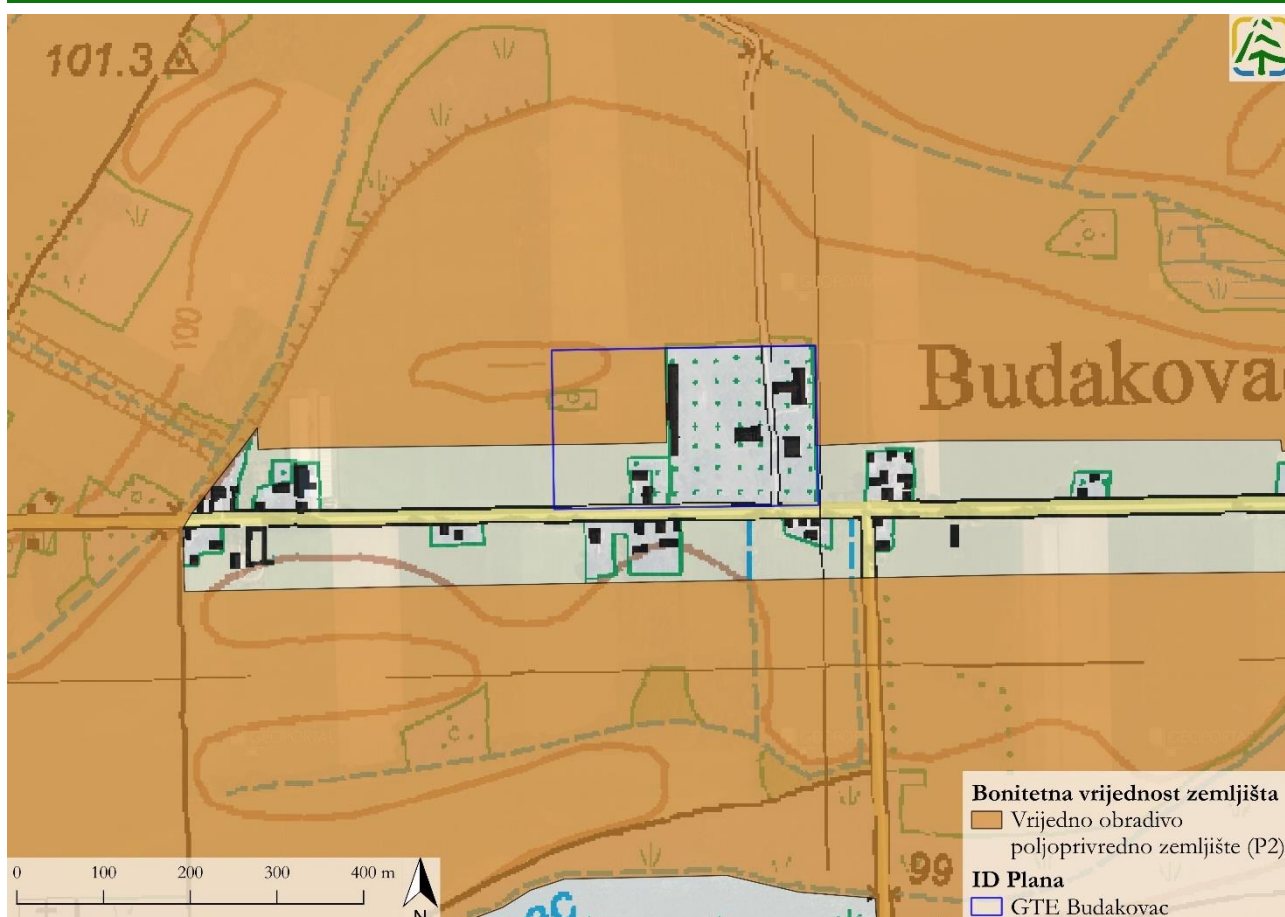 101.3
100
Budakova
Bonitetna vrijednost zemljišta
Vrijedno obradivo
poljoprivredno zemljište (P2)
ID Plana
GTE Budakovac
99
0 100 200 300 400 m
N